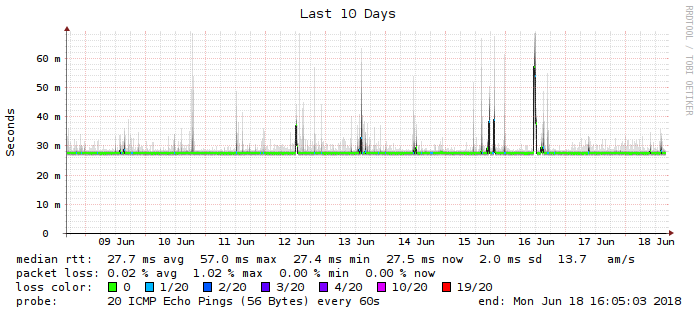 Last 10 Days
RRDTOOL / TOBI OETIKER
Seconds
60 m
50 m
40 m
30 m
20 m
10 m
0
09 Jun 10 Jun 11 Jun 12 Jun 13 Jun 14 Jun 15 Jun 16 Jun 17 Jun 18 Jun
median rtt: 27.7 ms avg 57.0 ms max 27.4 ms min 27.5 ms now 2.0 ms sd 13.7 am/s
packet loss: 0.02 % avg 1.02 % max 0.00 % min 0.00 % now
loss color: 0 1/20 2/20 3/20 4/20 10/20 19/20
probe: 20 ICMP Echo Pings (56 Bytes) every 60s end: Mon Jun 18 16:05:03 2018